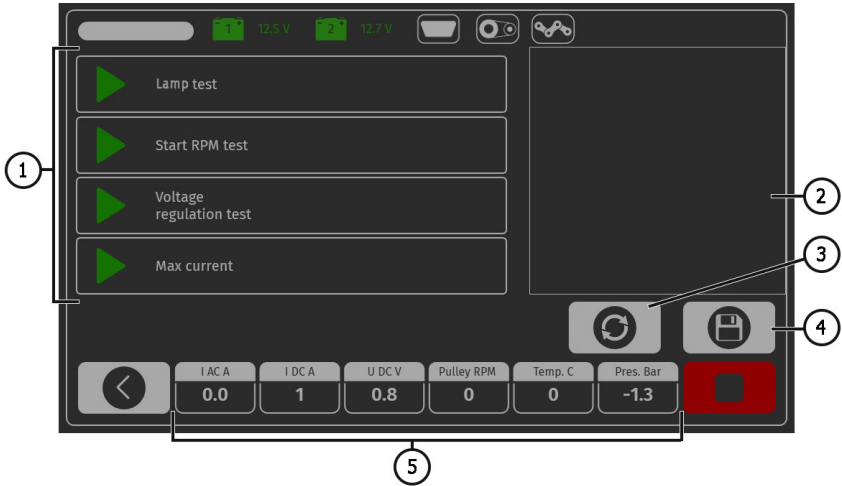 1 12.5 V 2 12.7 V
Lamp test
Start RPM test
Voltage
regulation test
Max current
1
2
3
4
I AC A I DC A U DC V Pulley RPM Temp. C Pres. Bar
0.0 1 0.8 0 0 -1.3
5